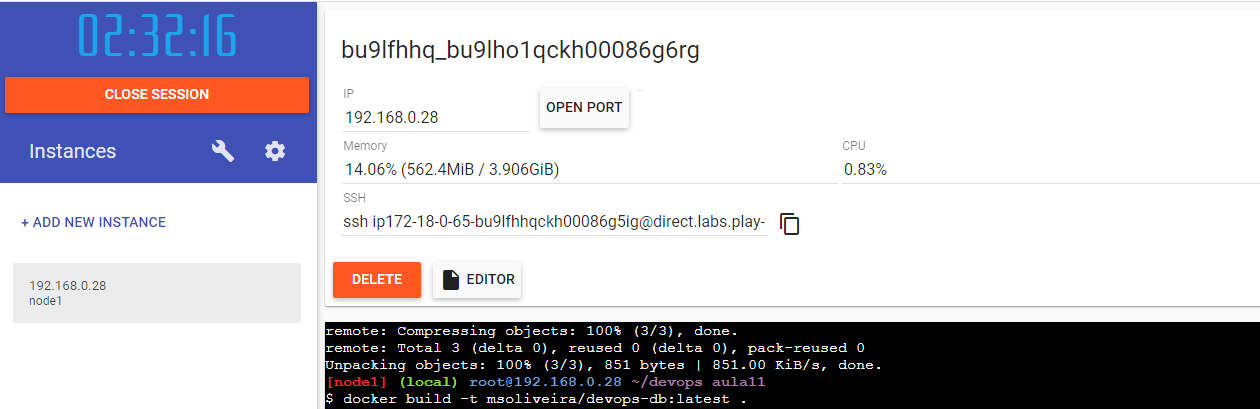 02:32:16
CLOSE SESSION
Instances
+ ADD NEW INSTANCE
192.168.0.28
node1
bu9lfhhq_bu9lho1qckh00086g6rg
IP
192.168.0.28
OPEN PORT
Memory
14.06% (562.4MiB / 3.906GiB)
CPU
0.83%
SSH
ssh ip172-18-0-65-bu9lfhhqckh00086g5ig@direct.labs.play-
DELETE
EDITOR
remote: Compressing objects: 100% (3/3), done.
remote: Total 3 (delta 0), reused 0 (delta 0), pack-reused 0
Unpacking objects: 100% (3/3), 851 bytes | 851.00 KiB/s, done.
[node1] (local) root@192.168.0.28 ~/devops aula11
$ docker build -t msoliveira/devops-db:latest .